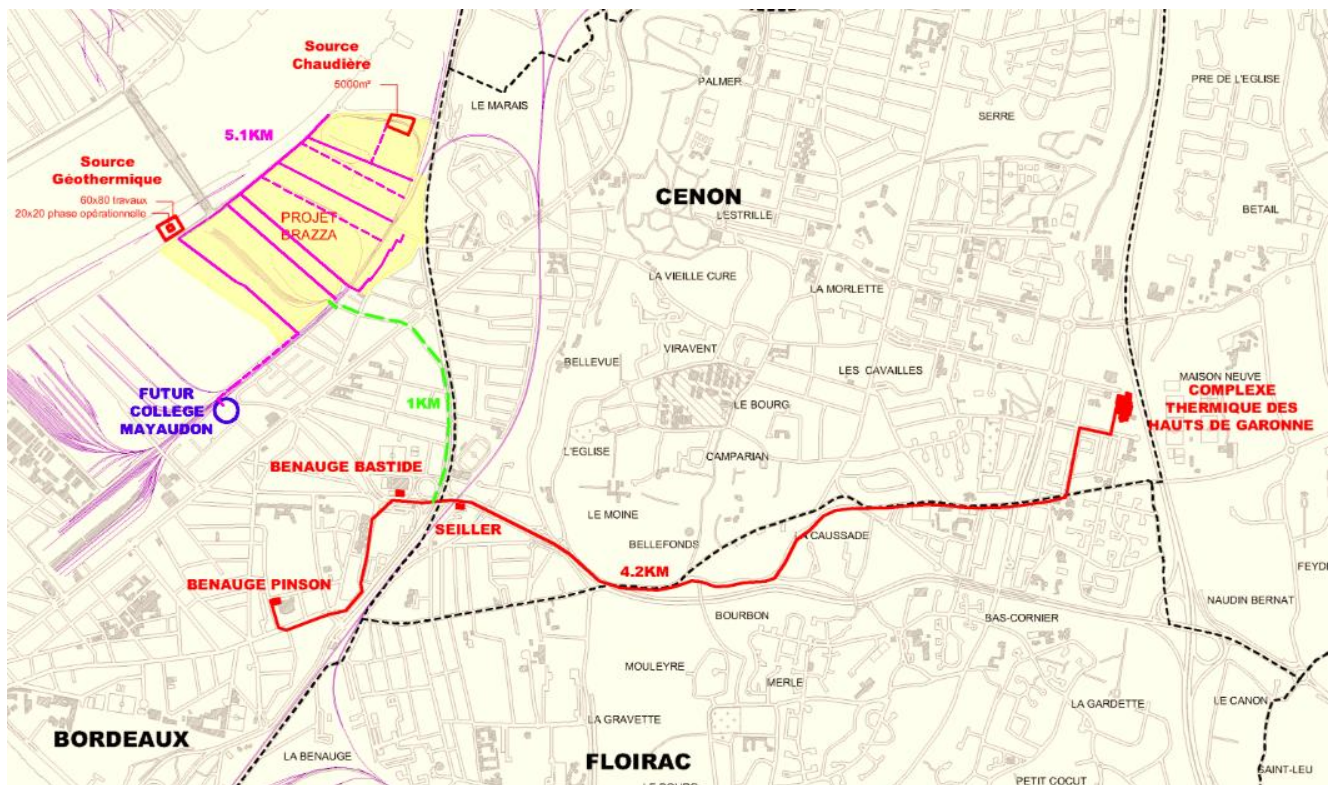 Source
Chaudière
5000m²
PALMER
PRE DE L'EGLISE
LE MARAIS
SERRE
5.1KM
Source
Géothermique
60x80 travaux
20x20 phase opérationnelle
CENON
BETAIL
L'ESTRILLE
PROJET
BRAZZA
LA VIEILLE CURE
LA MORLETTE
VIRAVENT
BELLEVUE
LES CAVAILLES
MAISON NEUVE
FUTUR
COLLEGE
MAYAUDON
1KM
LE BOURG
COMPLEXE
THERMIQUE DES
HAUTS DE GARONNE
L'EGLISE
CAMPARIAN
BENAUGE BASTIDE
LE MOINE
SEILLER
BELLEFONDS
LA CAUSSADE
4.2KM
FEYDI
BENAUGE PINSON
NAUDIN BERNAT
BOURBON
BAS-CORNIER
MOULEYRE
MERLE
LA GARDETTE
LE CANON
LA GRAVETTE
BORDEAUX
LA BENAUGE
FLOIRAC
SAINT-LEU
PETIT COCUT